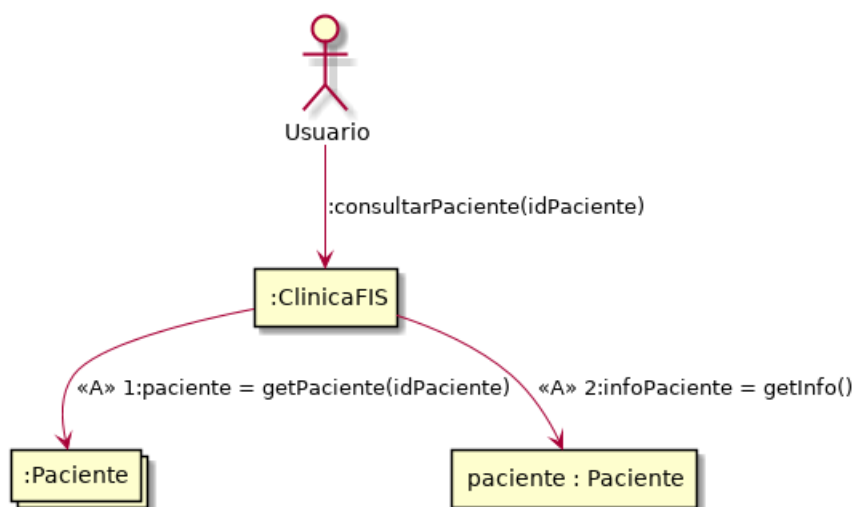 Usuario
:consultarPaciente(idPaciente)
:ClinicaFIS
«A» 1:paciente = getPaciente(idPaciente)
«A» 2:infoPaciente = getInfo()
:Paciente
paciente : Paciente